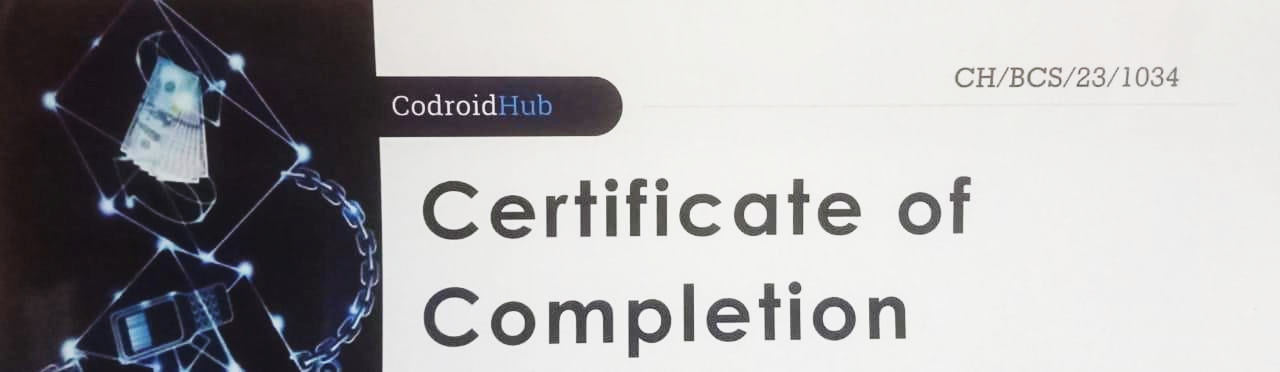 CH/BCS/23/1034
CodroidHub
Certificate of
Completion